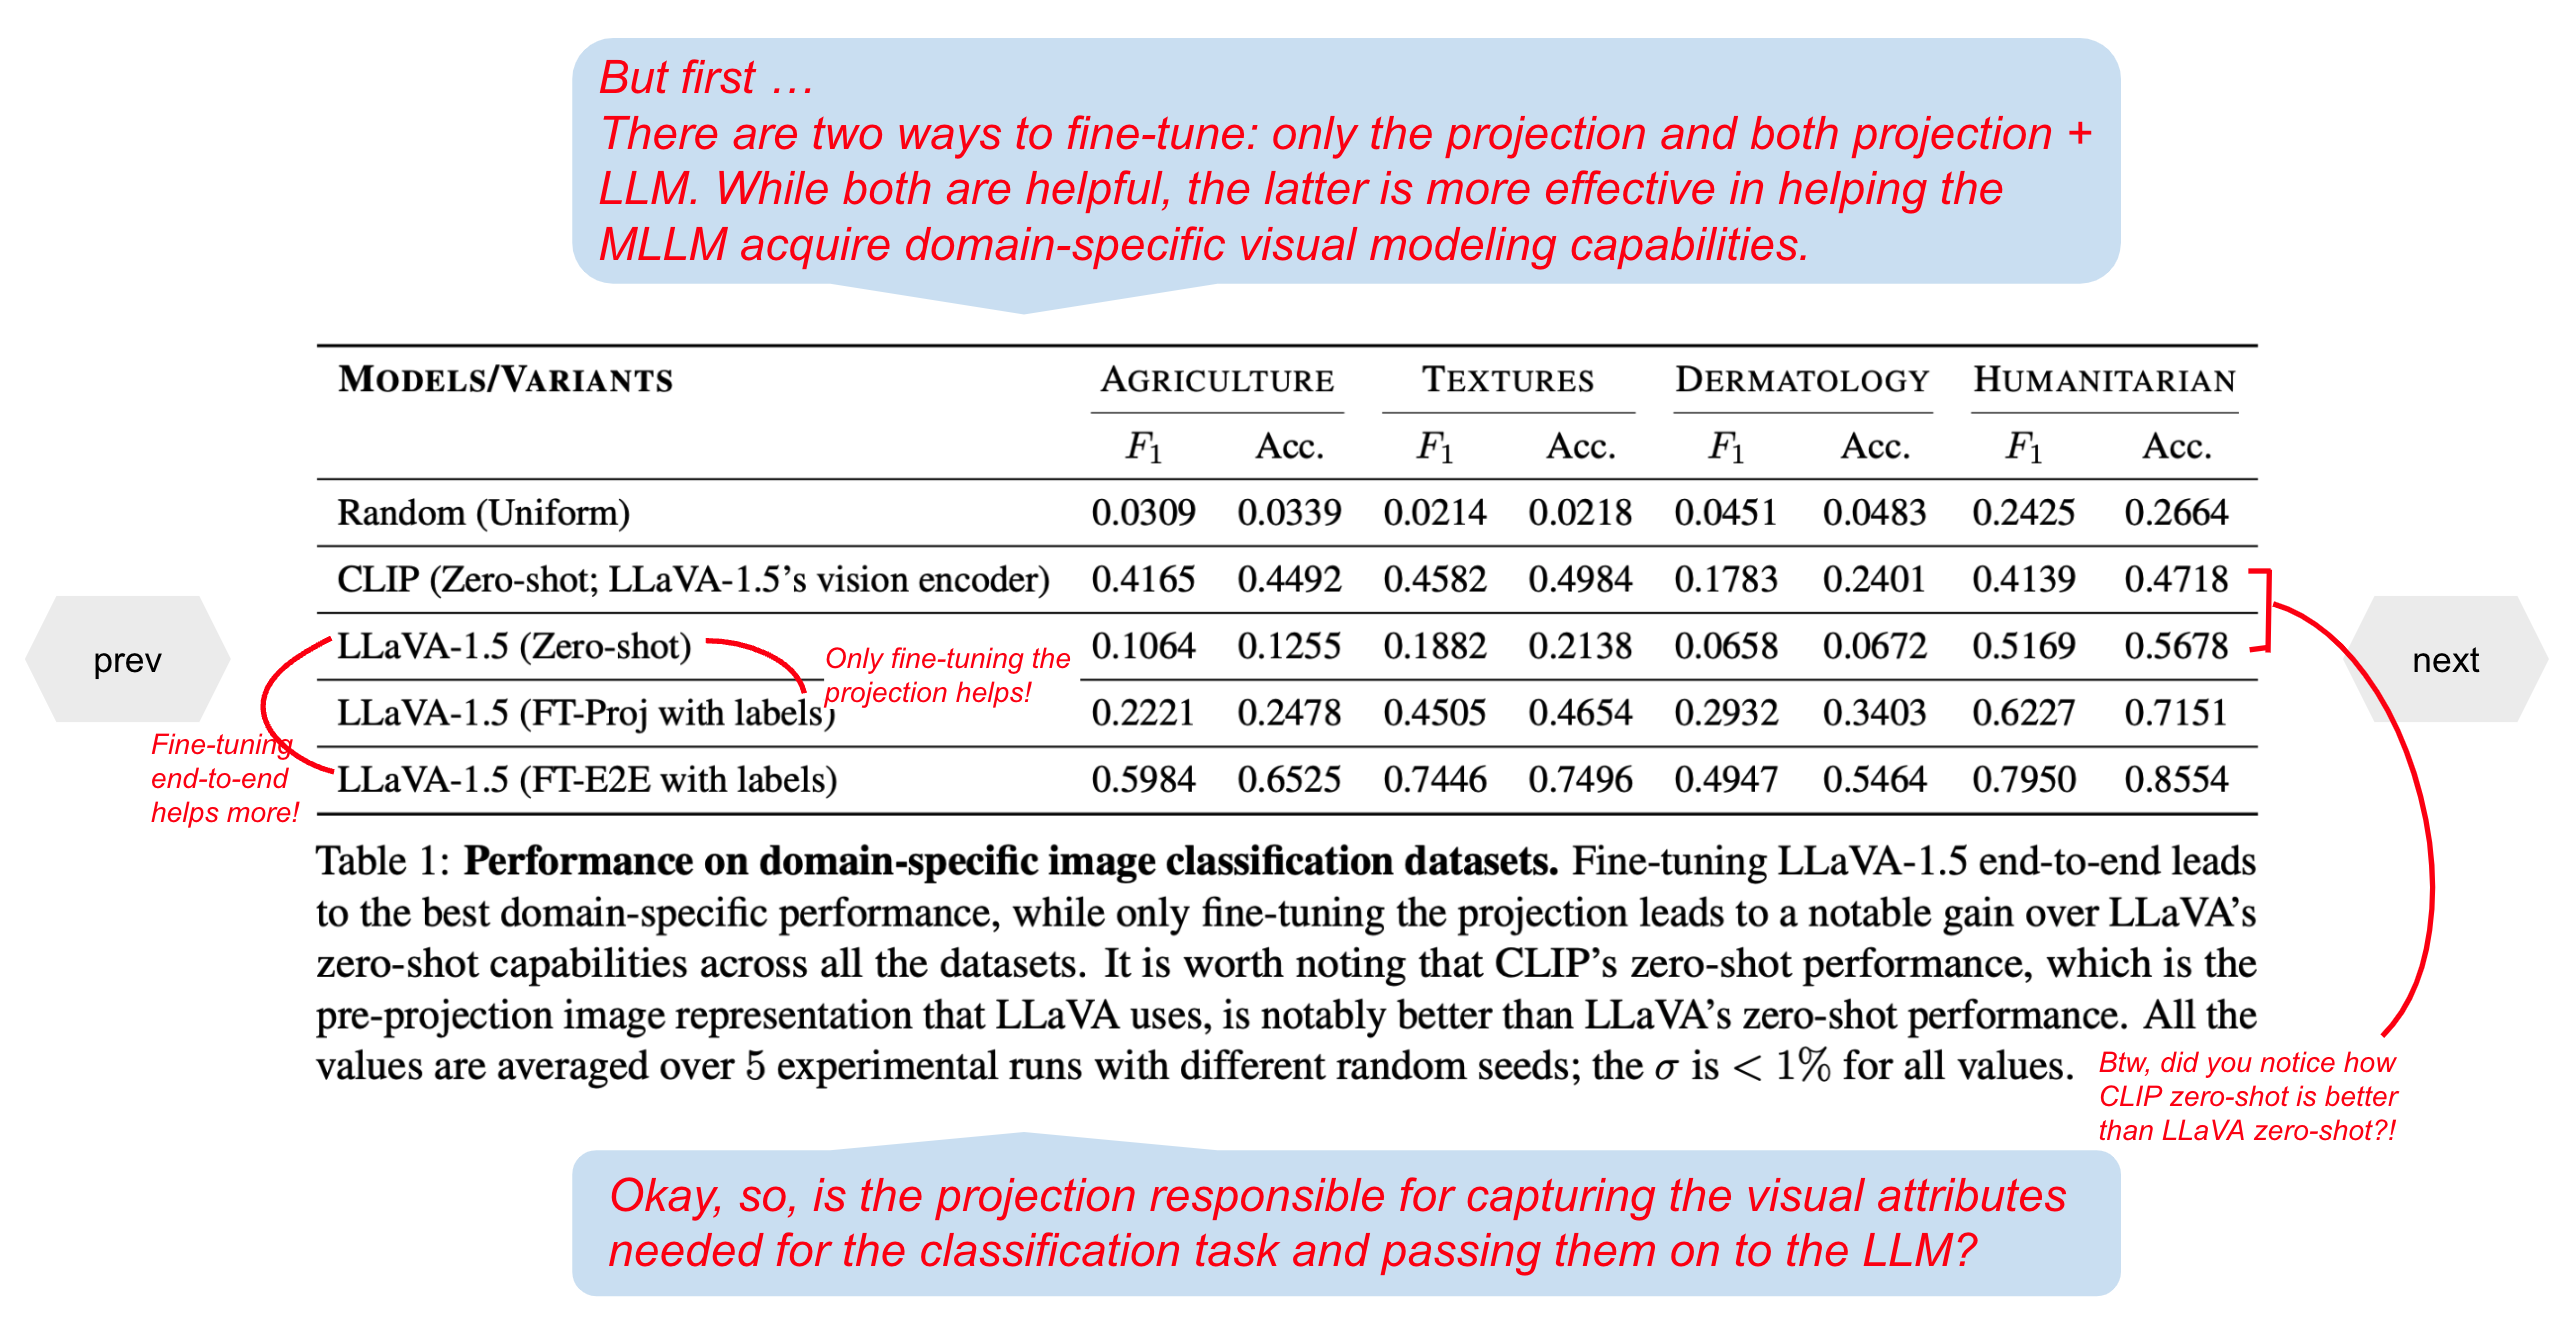 But first …
There are two ways to fine-tune: only the projection and both projection +
LLM. While both are helpful, the latter is more effective in helping the
MLLM acquire domain-specific visual modeling capabilities.
MODELS/VARIANTS AGRICULTURE TEXTURES DERMATOLOGY HUMANITARIAN
F1 Acc. F1 Acc. F1 Acc. F1 Acc.
Random (Uniform) 0.0309 0.0339 0.0214 0.0218 0.0451 0.0483 0.2425 0.2664
CLIP (Zero-shot; LLaVA-1.5's vision encoder) 0.4165 0.4492 0.4582 0.4984 0.1783 0.2401 0.4139 0.4718
LLaVA-1.5 (Zero-shot) 0.1064 0.1255 0.1882 0.2138 0.0658 0.0672 0.5169 0.5678
Only fine-tuning the
projection helps!
LLaVA-1.5 (FT-Proj with labels) 0.2221 0.2478 0.4505 0.4654 0.2932 0.3403 0.6227 0.7151
LLaVA-1.5 (FT-E2E with labels) 0.5984 0.6525 0.7446 0.7496 0.4947 0.5464 0.7950 0.8554
prev
next
Fine-tuning
end-to-end
helps more!
Table 1: Performance on domain-specific image classification datasets. Fine-tuning LLaVA-1.5 end-to-end leads
to the best domain-specific performance, while only fine-tuning the projection leads to a notable gain over LLaVA's
zero-shot capabilities across all the datasets. It is worth noting that CLIP's zero-shot performance, which is the
pre-projection image representation that LLaVA uses, is notably better than LLaVA's zero-shot performance. All the
values are averaged over 5 experimental runs with different random seeds; the σ is < 1% for all values.
Btw, did you notice how
CLIP zero-shot is better
than LLaVA zero-shot?!
Okay, so, is the projection responsible for capturing the visual attributes
needed for the classification task and passing them on to the LLM?